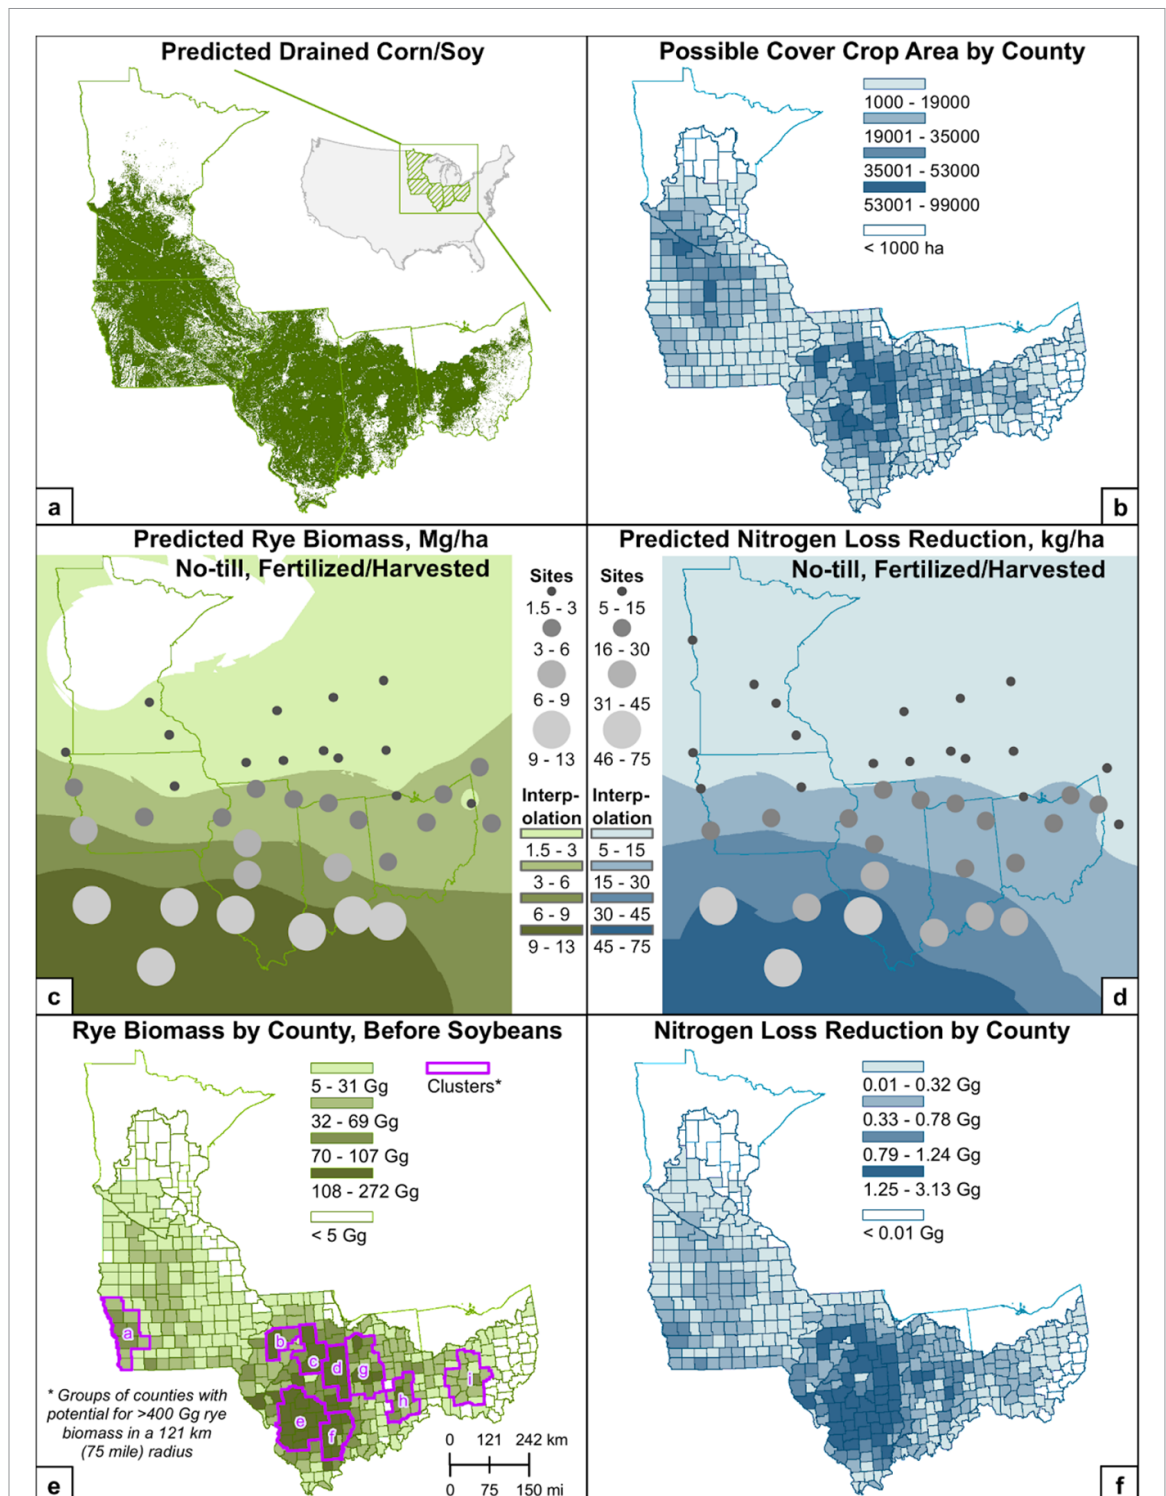 Predicted Drained Corn/Soy
a
Possible Cover Crop Area by County
1000 - 19000
19001 - 35000
35001 - 53000
53001 - 99000
< 1000 ha
b
Predicted Rye Biomass, Mg/ha
No-till, Fertilized/Harvested
c
Sites
1.5 - 3
3 - 6
6 - 9
9 - 13
Interp-
olation
1.5 - 3
3 - 6
6 - 9
9 - 13
Sites
5 - 15
16 - 30
31 - 45
46 - 75
Interp-
olation
5 - 15
15 - 30
30 - 45
45 - 75
Predicted Nitrogen Loss Reduction, kg/ha
No-till, Fertilized/Harvested
d
Rye Biomass by County, Before Soybeans
5 - 31 Gg
32 - 69 Gg
70 - 107 Gg
108 - 272 Gg
< 5 Gg
Clusters*
a
b
c
d
g
h
i
e
f
* Groups of counties with
potential for >400 Gg rye
biomass in a 121 km
(75 mile) radius
0 121 242 km
0 75 150 mi
e
Nitrogen Loss Reduction by County
0.01 - 0.32 Gg
0.33 - 0.78 Gg
0.79 - 1.24 Gg
1.25 - 3.13 Gg
< 0.01 Gg
f